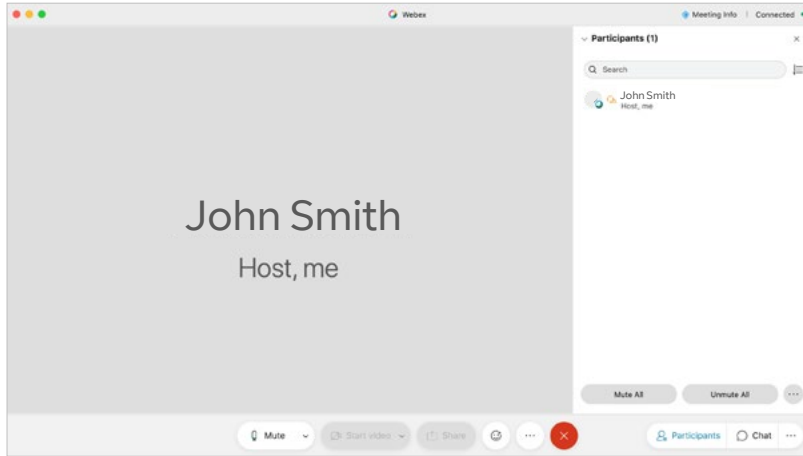 Webex
Meeting Info | Connected
Participants (1)
Search
John Smith
Host, me
John Smith
Host, me
Mute All
Unmute All
Mute
Start video
Share
Participants
Chat